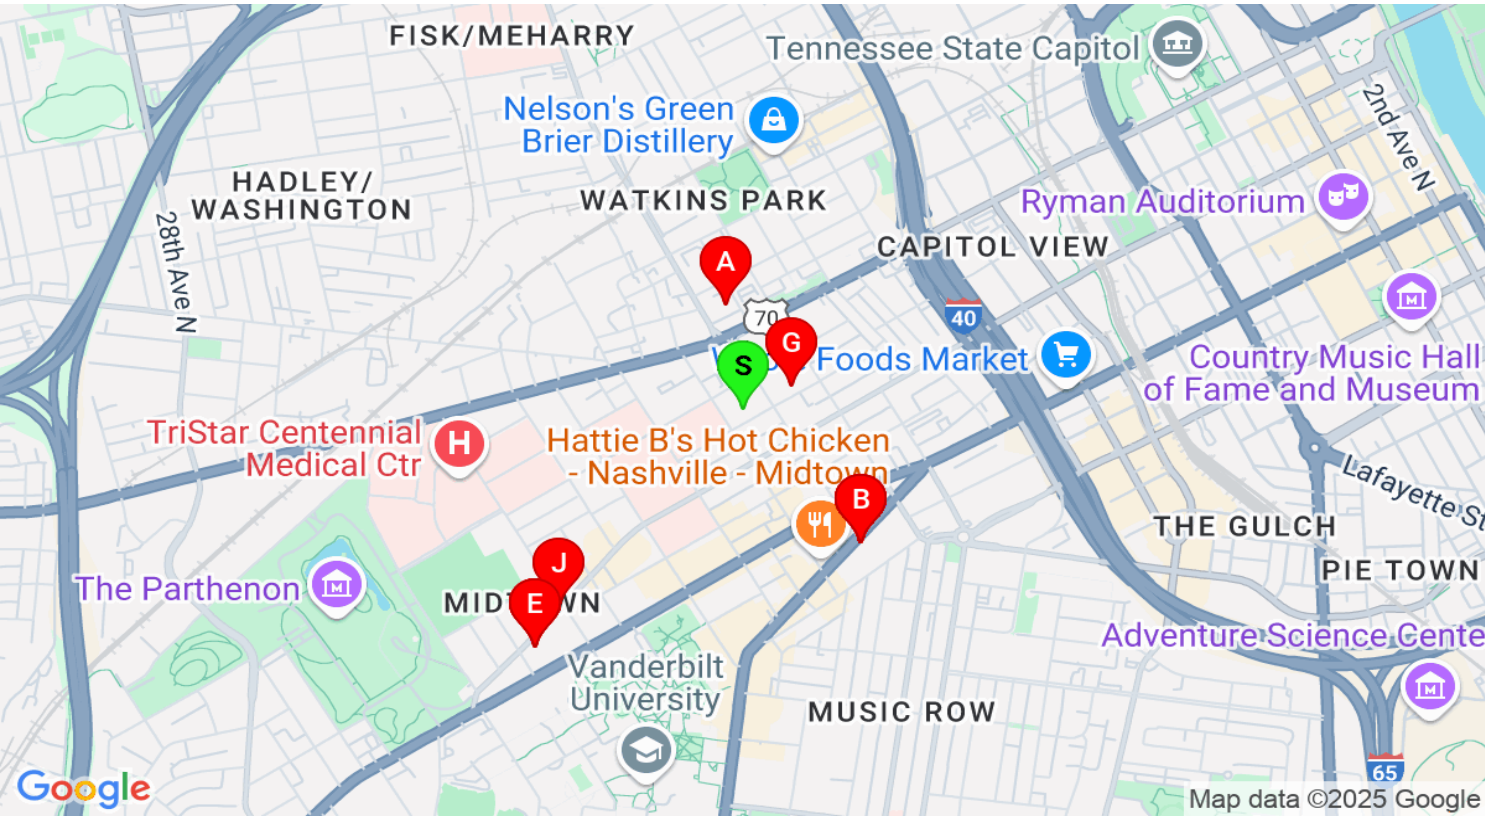 FISK/MEHARRY
Tennessee State Capitol
Nelson's Green
Brier Distillery
2nd Ave N
HADLEY/
WASHINGTON
WATKINS PARK
Ryman Auditorium
28th Ave N
CAPITOL VIEW
A
70
40
G
S
Foods Market
Country Music Hall
of Fame and Museum
TriStar Centennial
Medical Ctr
H
Hattie B's Hot Chicken
- Nashville - Midtown
Lafayette St
B
THE GULCH
PIE TOWN
J
The Parthenon
E
Adventure Science Cente
Vanderbilt
University
MUSIC ROW
65
Google
Map data ©2025 Google